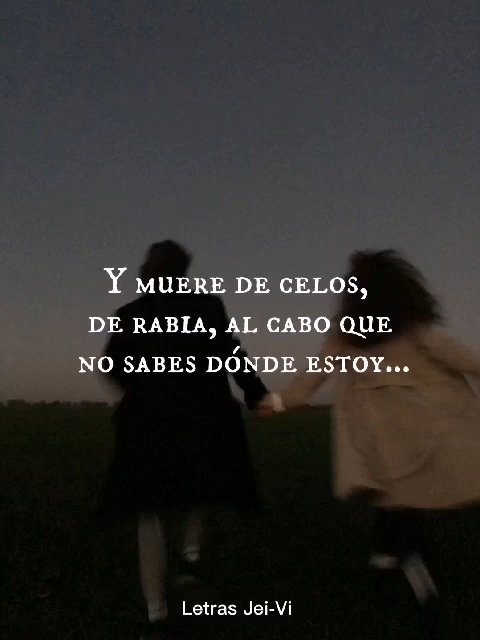 Y MUERE DE CELOS,
DE RABIA, AL CABO QUE
NO SABES DÓNDE ESTOY...
Letras Jei-Vi